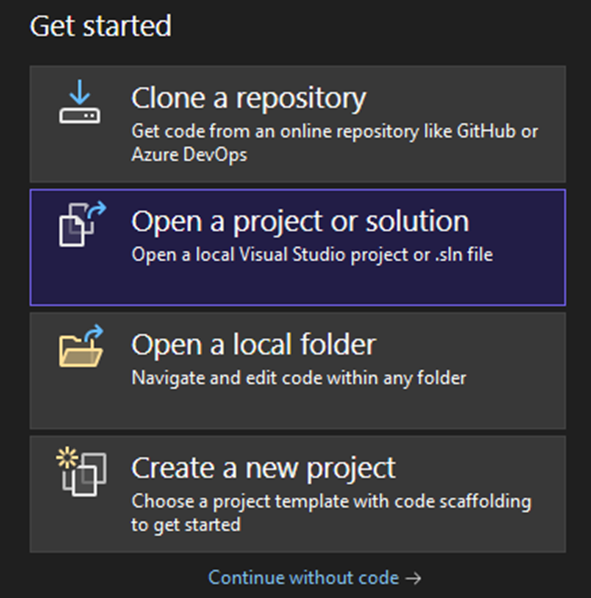 Get started
Clone a repository
Get code from an online repository like GitHub or
Azure DevOps
Open a project or solution
Open a local Visual Studio project or .sln file
Open a local folder
Navigate and edit code within any folder
Create a new project
Choose a project template with code scaffolding
to get started
Continue without code →